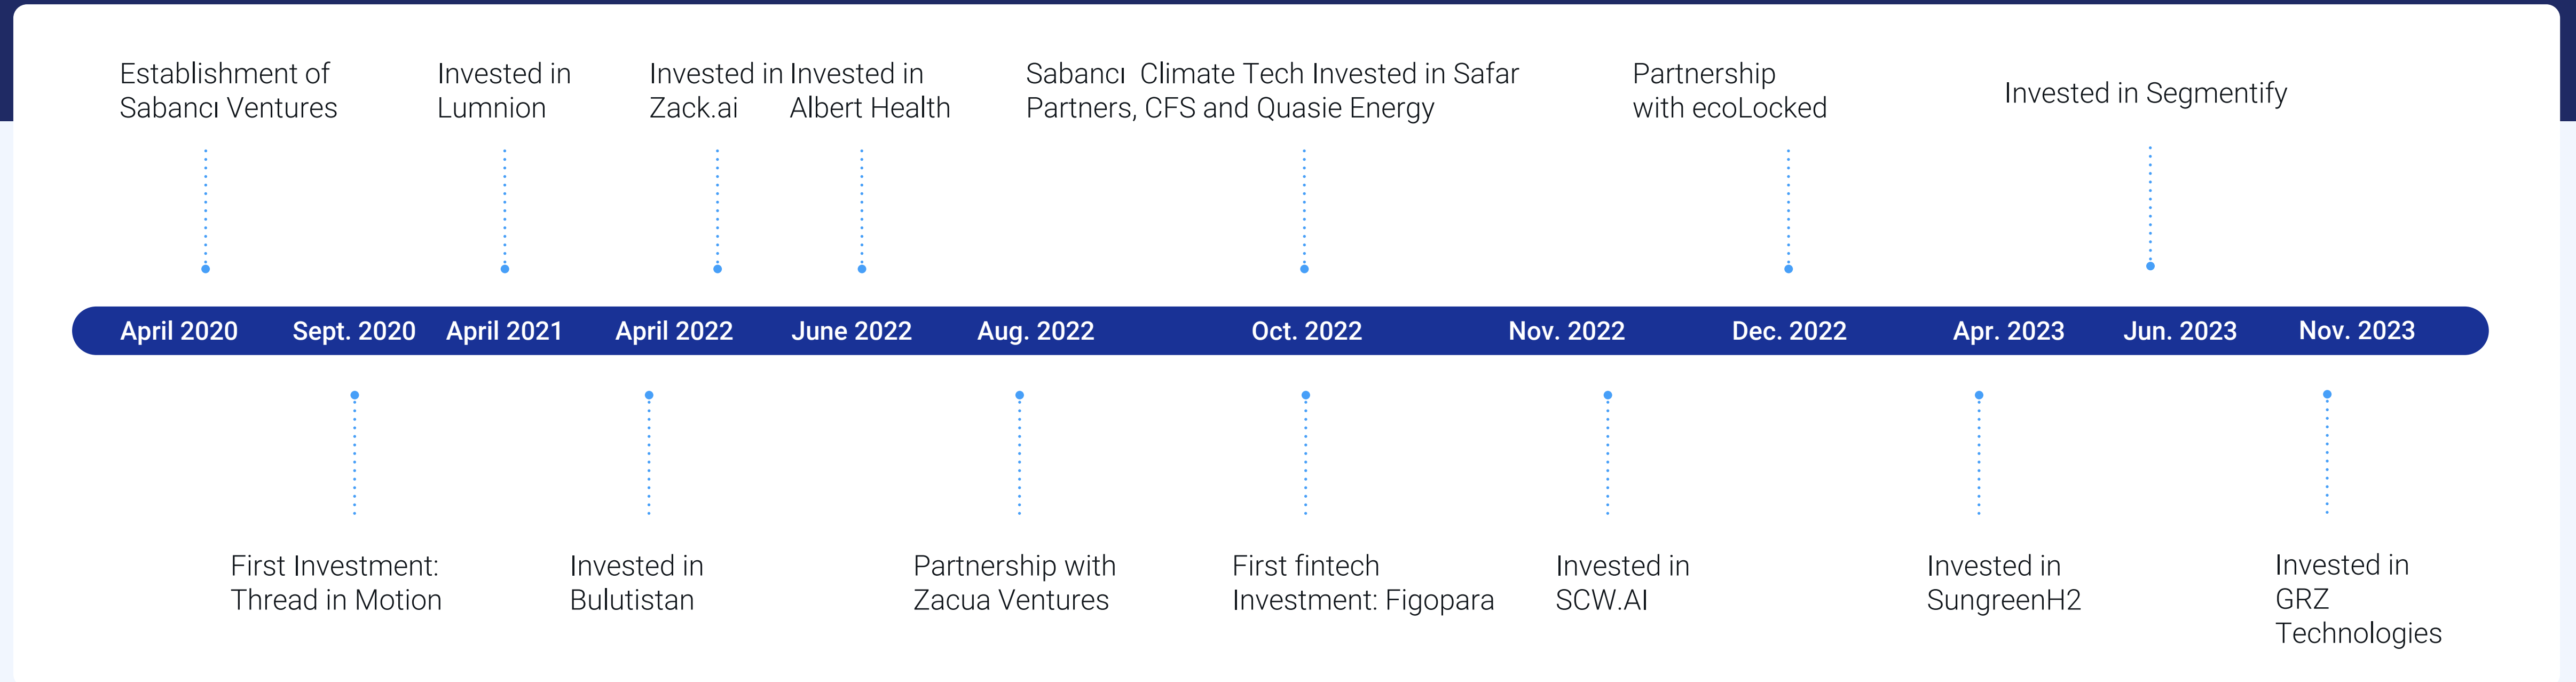 Establishment of
Sabancı Ventures
Invested in
Lumnion
Invested in
Zack.ai
Invested in
Albert Health
Sabancı  Climate Tech Invested in Safar
Partners, CFS and Quasie Energy
Partnership
with ecoLocked
Invested in Segmentify
April 2020
Sept. 2020
April 2021
April 2022
June 2022
Aug. 2022
Oct. 2022
Nov. 2022
Dec. 2022
Apr. 2023
Jun. 2023
Nov. 2023
First Investment:
Thread in Motion
Invested in
Bulutistan
Partnership with
Zacua Ventures
First fintech
Investment: Figopara
Invested in
SCW.AI
Invested in
SungreenH2
Invested in
GRZ
Technologies